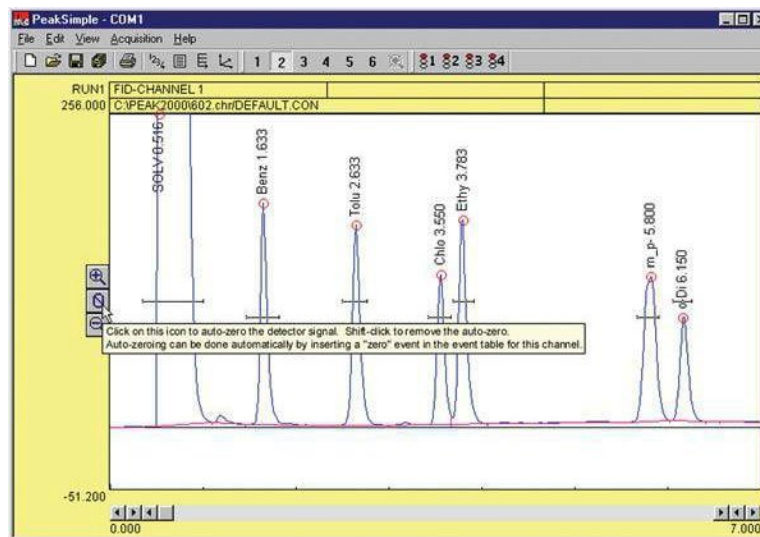 PeakSimple - COM1
File Edit View Acquisition Help
1 2 3 4 5 6 1 2 3 4
RUN1 FID-CHANNEL 1
256.000 C:\PEAK2000\602.chr/DEFAULT.CON
SOLV 0.516
Benz 1.633
Tolu 2.633
Chlo 3.550
Ethy 3.783
m_p- 5.800
o-Di 6.150
Click on this icon to auto-zero the detector signal. Shift-click to remove the auto-zero.
Auto-zeroing can be done automatically by inserting a "zero" event in the event table for this channel.
-51.200
0.000 7.000